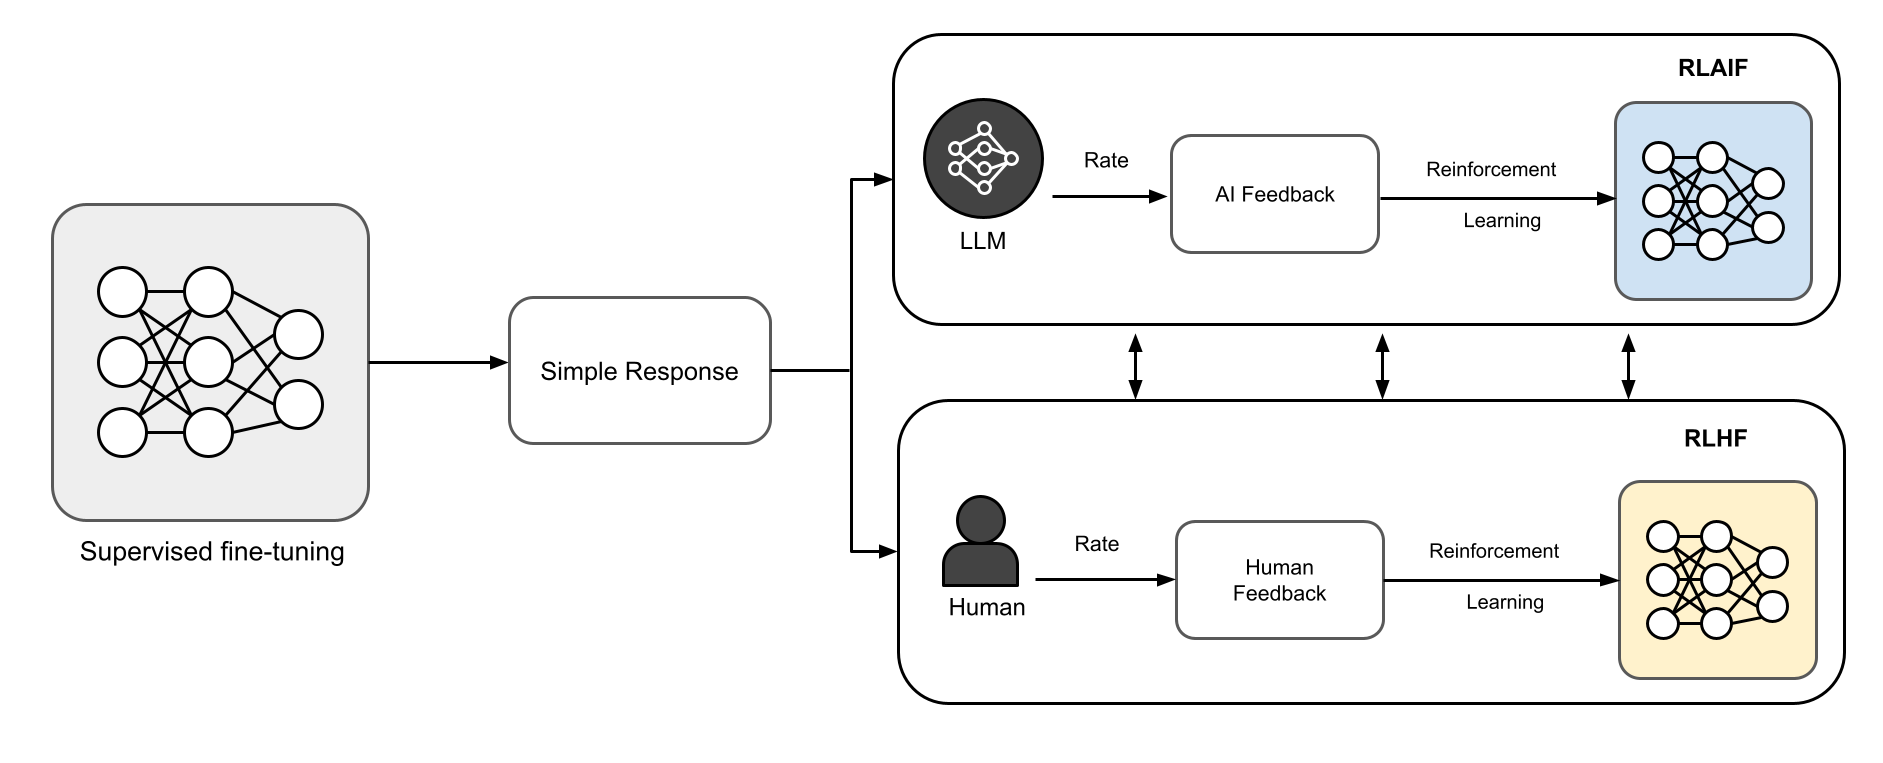 Supervised fine-tuning
Simple Response
RLAIF
LLM
Rate
AI Feedback
Reinforcement
Learning
RLHF
Human
Rate
Human
Feedback
Reinforcement
Learning